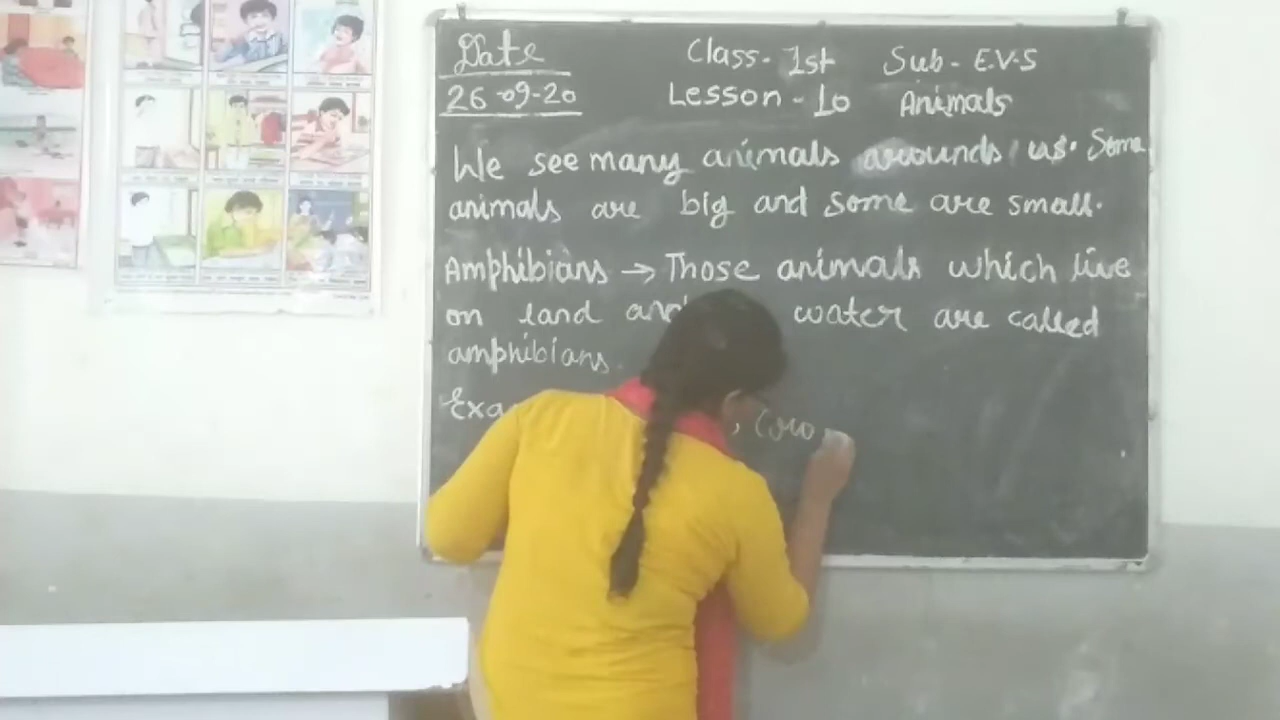 Date Class - 1st Sub - E.V.S
26-09-20 Lesson - 10 Animals
We see many animals arounds us. Some
animals are big and some are small.
Amphibians → Those animals which live
on land and water are called
amphibians.
Exa , Cro